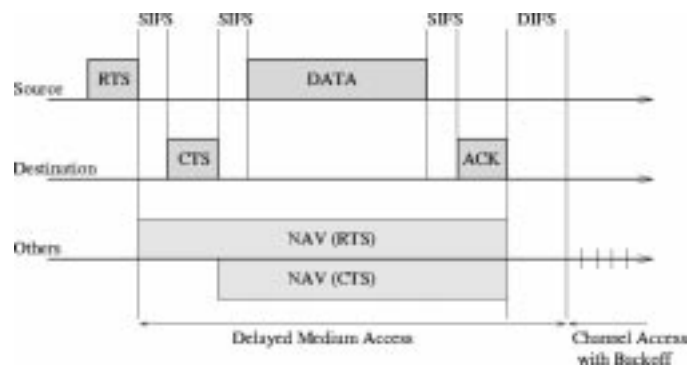 SIFS SIFS SIFS DIFS
RTS DATA
Source
CTS ACK
Destination
NAV (RTS)
Others
NAV (CTS)
Delayed Medium Access Channel Access
with Backoff